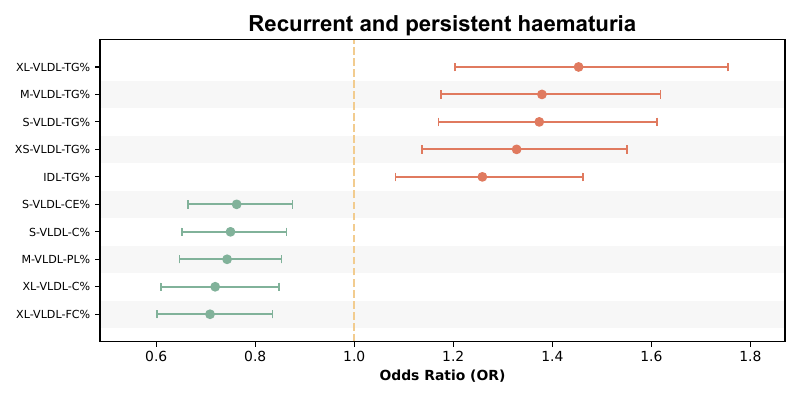 Recurrent and persistent haematuria
XL-VLDL-TG%
M-VLDL-TG%
S-VLDL-TG%
XS-VLDL-TG%
IDL-TG%
S-VLDL-CE%
S-VLDL-C%
M-VLDL-PL%
XL-VLDL-C%
XL-VLDL-FC%
0.6 0.8 1.0 1.2 1.4 1.6 1.8
Odds Ratio (OR)